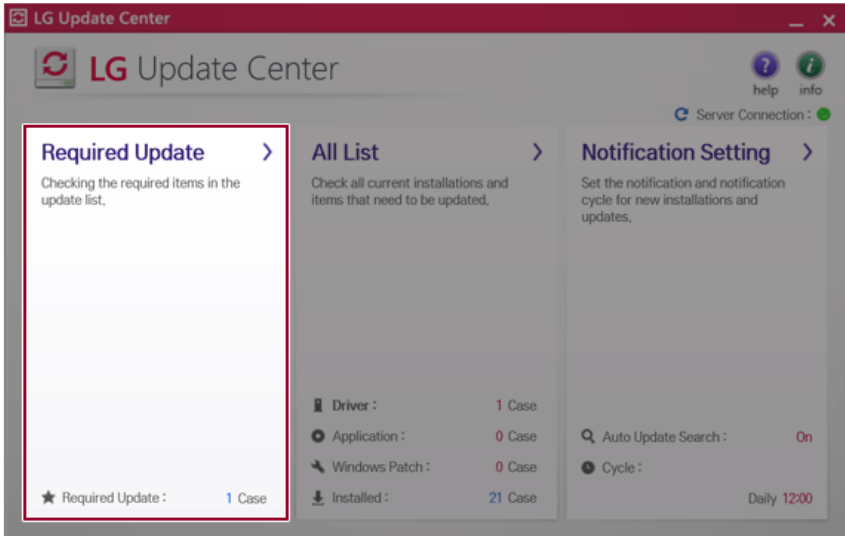 LG Update Center
LG Update Center
help info
Server Connection :
Required Update
Checking the required items in the
update list,
Required Update : 1 Case
All List
Check all current installations and
items that need to be updated,
Driver : 1 Case
Application : 0 Case
Windows Patch : 0 Case
Installed : 21 Case
Notification Setting
Set the notification and notification
cycle for new installations and
updates,
Auto Update Search : On
Cycle :
Daily 12:00